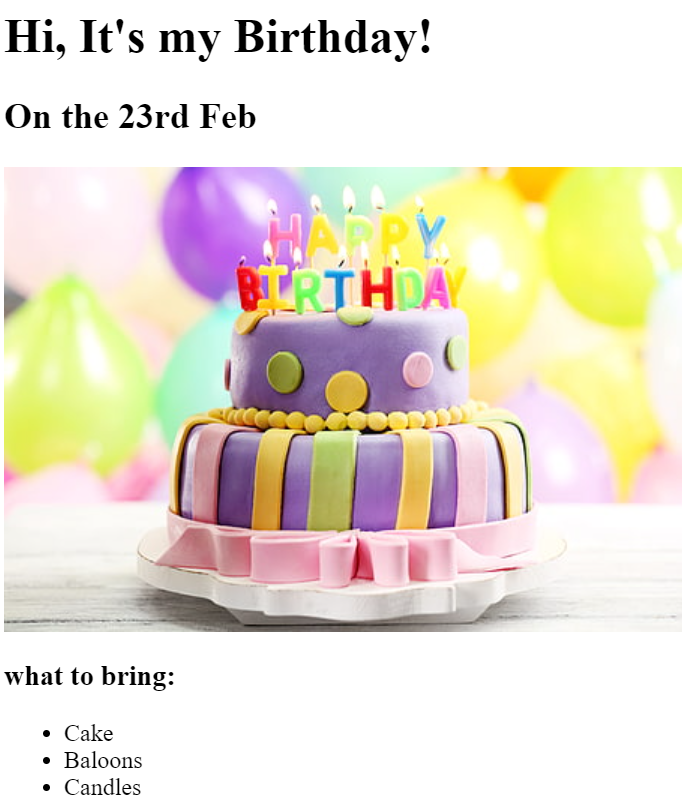 Hi, It's my Birthday!
On the 23rd Feb
HAPPY
BIRTHDAY
what to bring:
Cake
Baloons
Candles